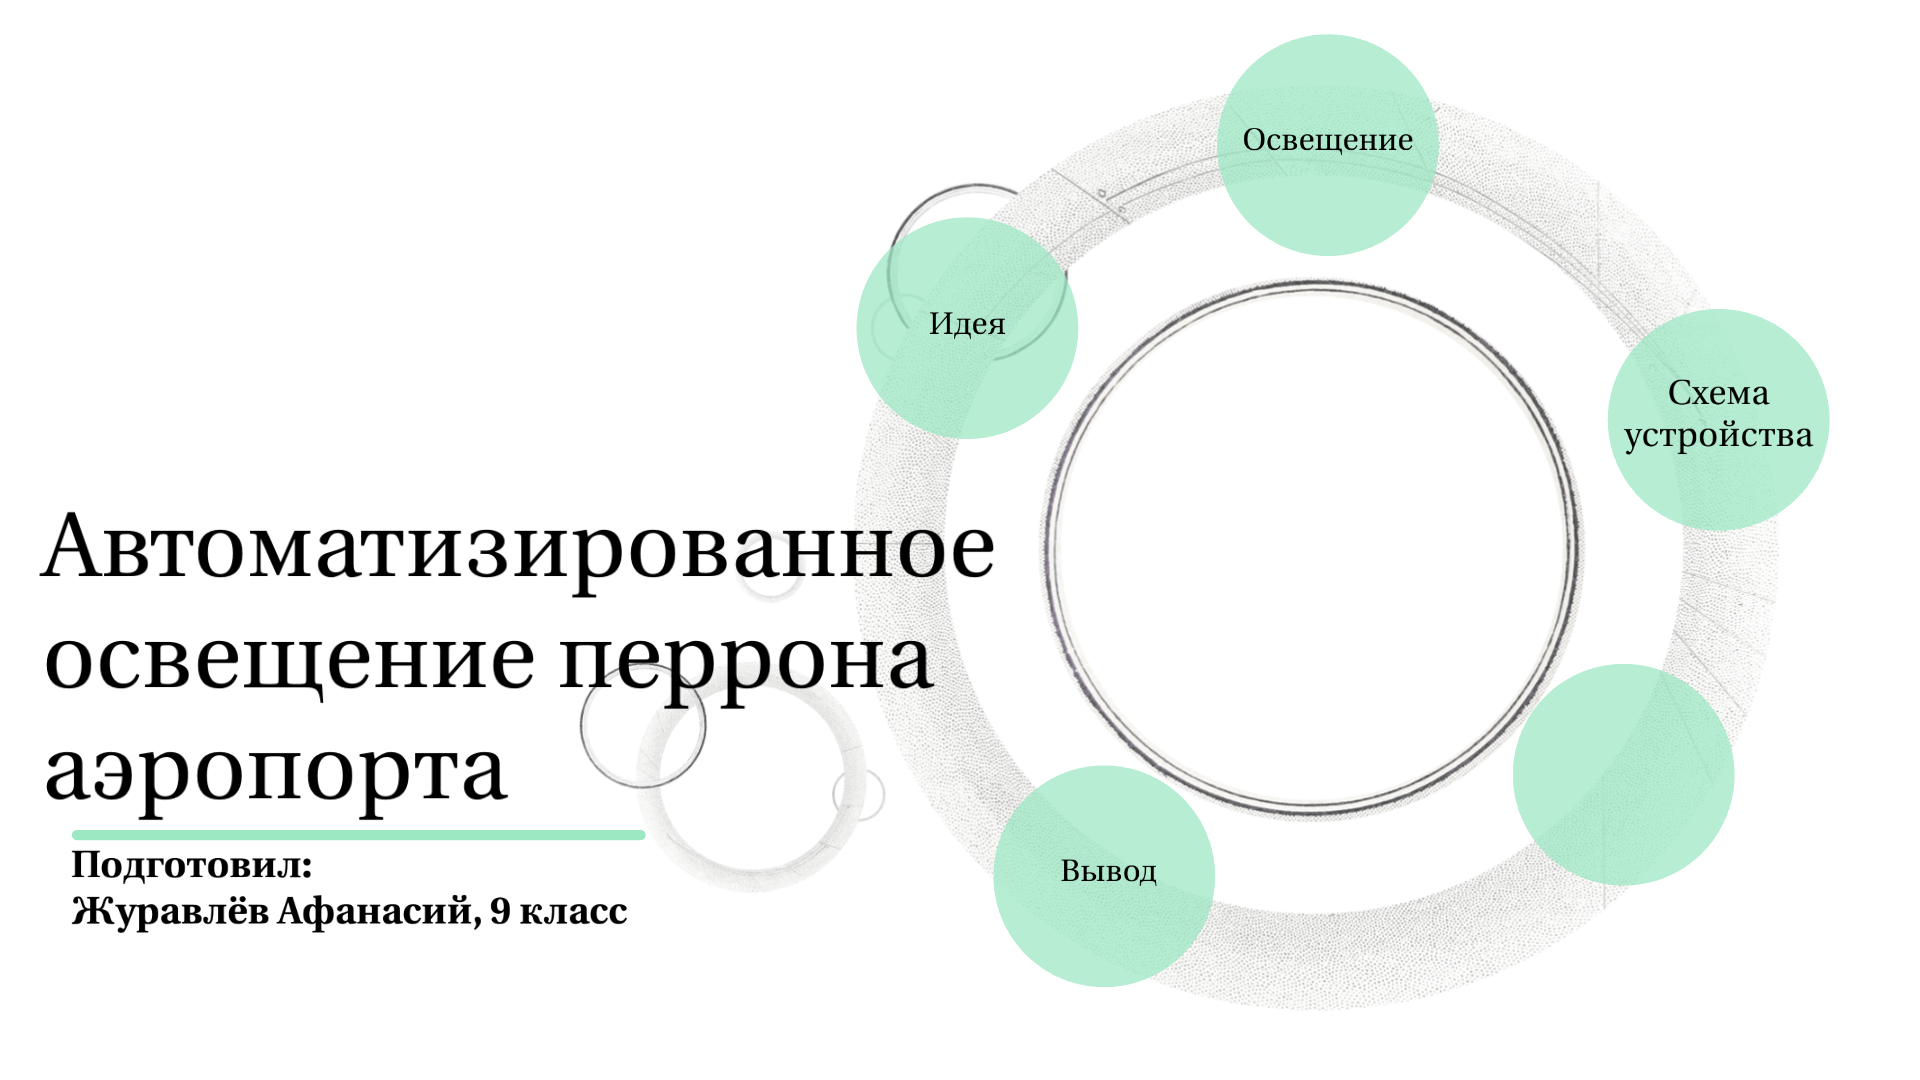 Освещение
Идея
Схема
устройства
Автоматизированное
освещение перрона
аэропорта
Подготовил:
Журавлёв Афанасий, 9 класс
Вывод